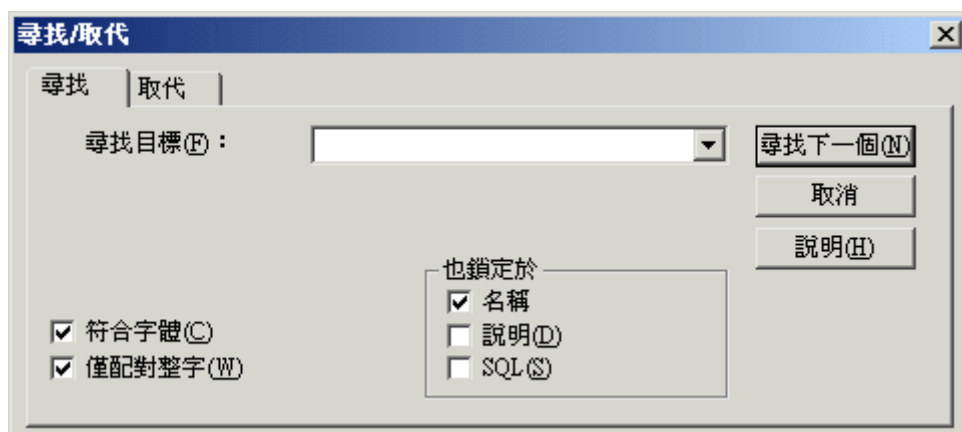 尋找/取代
尋找 取代
尋找目標(F)： 尋找下一個(N)
取消
說明(H)
也鎖定於
名稱
符合字體(C) 說明(D)
僅配對整字(W) SQL(S)